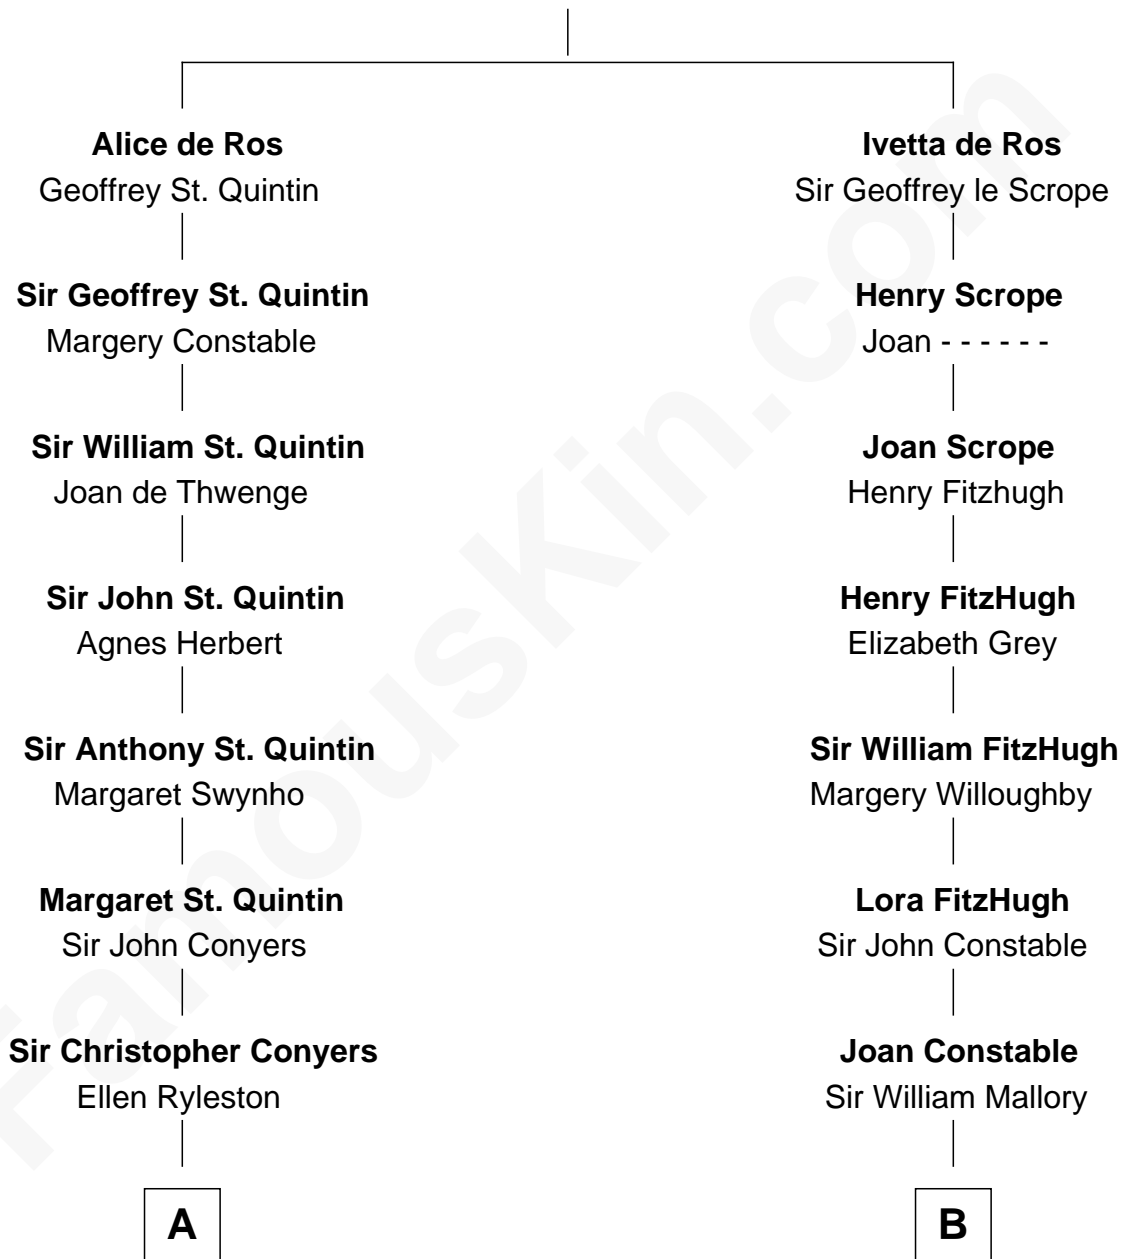 Alice de Ros
Geoffrey St. Quintin
Sir Geoffrey St. Quintin
Margery Constable
Sir William St. Quintin
Joan de Thwenge
Sir John St. Quintin
Agnes Herbert
Sir Anthony St. Quintin
Margaret Swynho
Margaret St. Quintin
Sir John Conyers
Sir Christopher Conyers
Ellen Ryleston
A
Ivetta de Ros
Sir Geoffrey le Scrope
Henry Scrope
Joan - - - - - -
Joan Scrope
Henry Fitzhugh
Henry FitzHugh
Elizabeth Grey
Sir William FitzHugh
Margery Willoughby
Lora FitzHugh
Sir John Constable
Joan Constable
Sir William Mallory
B
FamousKin.com